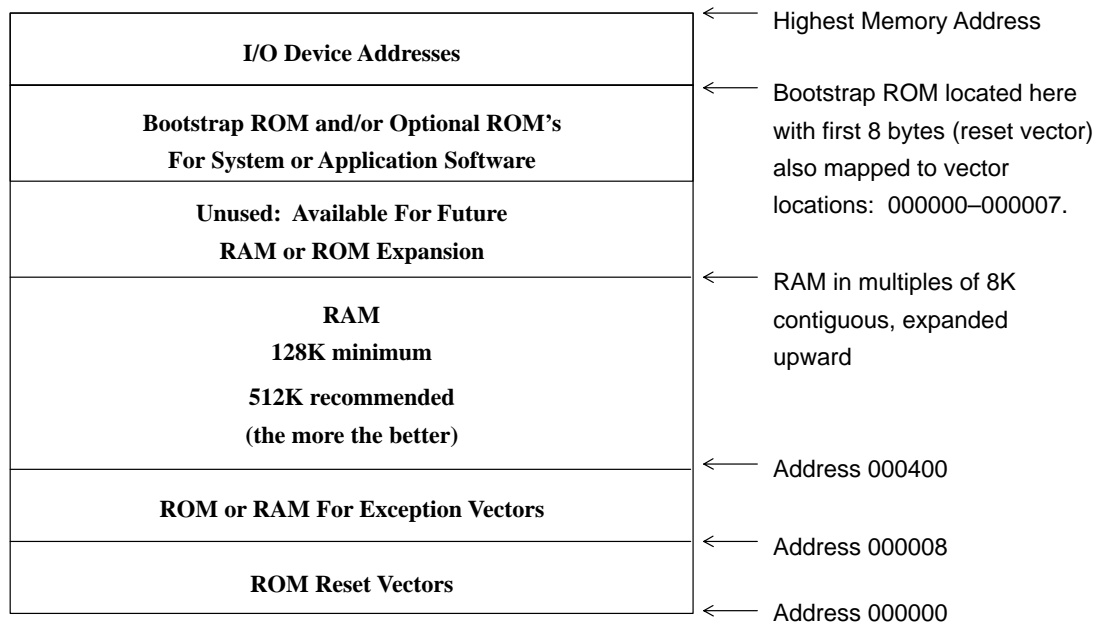 Highest Memory Address
I/O Device Addresses
Bootstrap ROM located here
with first 8 bytes (reset vector)
also mapped to vector
locations:  000000–000007.
Bootstrap ROM and/or Optional ROM’s
For System or Application Software
Unused:  Available For Future
RAM or ROM Expansion
RAM in multiples of 8K
contiguous, expanded
upward
RAM
128K minimum
512K recommended
(the more the better)
Address 000400
ROM or RAM For Exception Vectors
Address 000008
ROM Reset Vectors
Address 000000